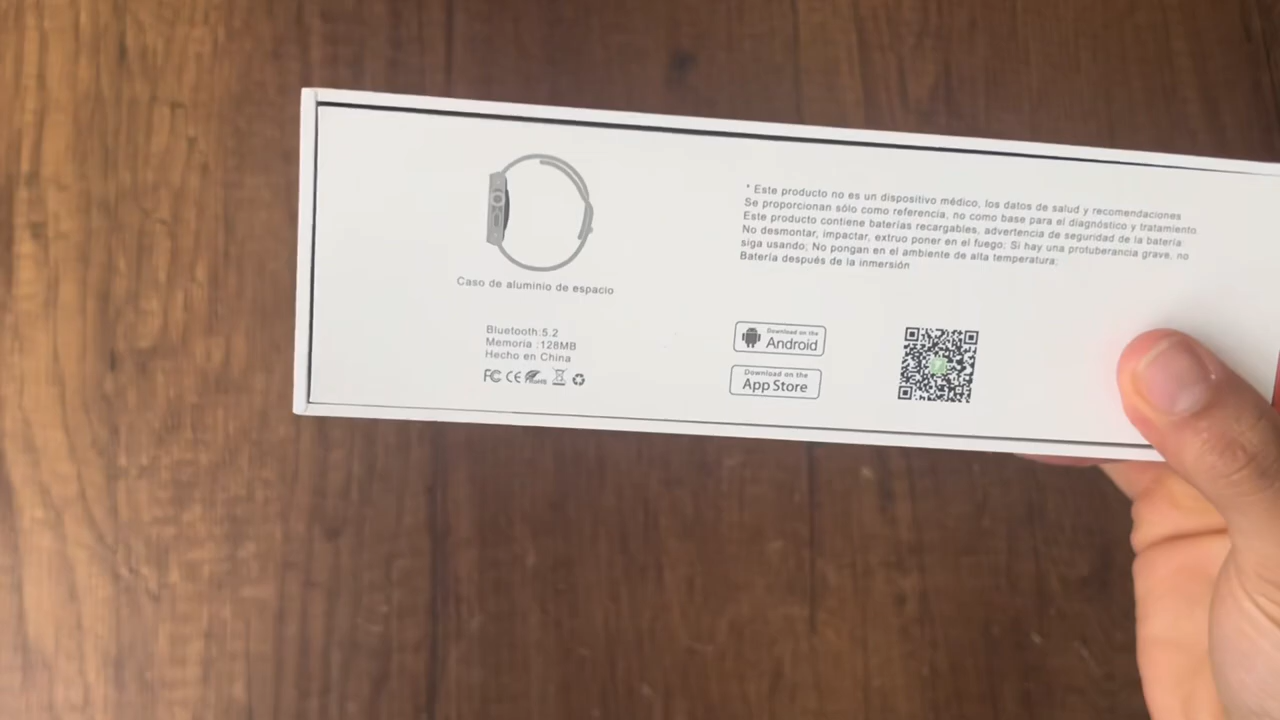 Caso de aluminio de espacio
Bluetooth:5.2
Memoria :128MB
Hecho en China
FC CE RoHS
* Este producto no es un dispositivo médico, los datos de salud y recomendaciones
Se proporcionan sólo como referencia, no como base para el diagnóstico y tratamiento
Este producto contiene baterías recargables, advertencia de seguridad de la batería:
No desmontar, impactar, extruo poner en el fuego; Si hay una protuberancia grave, no
siga usando; No pongan en el ambiente de alta temperatura;
Batería después de la inmersión
Download on the
Android
Download on the
App Store